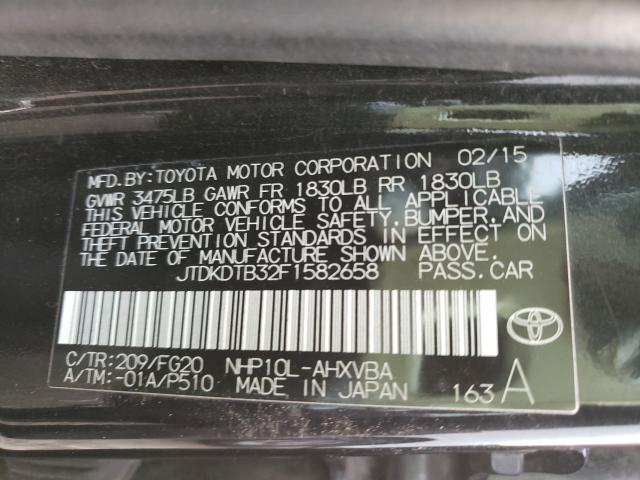 MFD.BY:TOYOTA MOTOR CORPORATION 02/15
GVWR 3475LB GAWR FR 1830LB RR 1830LB
THIS VEHICLE CONFORMS TO ALL APPLICABLE
FEDERAL MOTOR VEHICLE SAFETY,BUMPER,AND
THEFT PREVENTION STANDARDS IN EFFECT ON
THE DATE OF MANUFACTURE SHOWN ABOVE.
JTDKDTB32F1582658 PASS.CAR
C/TR:209/FG20 NHP10L-AHXVBA
A/TM:-01A/P510 MADE IN JAPAN 163 A